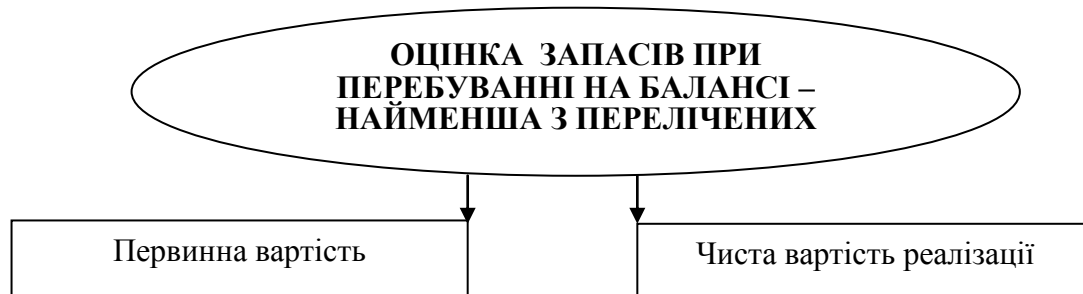 ОЦІНКА ЗАПАСІВ ПРИ
ПЕРЕБУВАННІ НА БАЛАНСІ –
НАЙМЕНША З ПЕРЕЛІЧЕНИХ
Первинна вартість
Чиста вартість реалізації